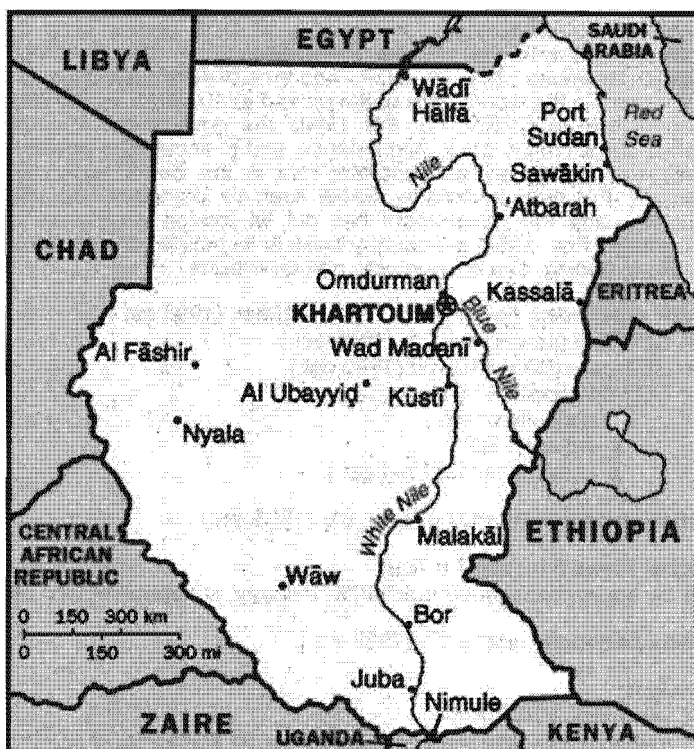 EGYPT
SAUDI
ARABIA
LIBYA
Wādī
Hālfā
Port
Sudan
Red
Sea
Nile
Sawākin
'Aṭbarah
CHAD
Omdurman
KHARTOUM
Kassalā
ERITREA
Blue
Nile
Al Fāshir
Wad Madanī
Al Ubayyiḍ
Kūstī
Nyala
White Nile
Malakāl
ETHIOPIA
CENTRAL
AFRICAN
REPUBLIC
Wāw
0 150 300 km
0 150 300 mi
Bor
Juba
Nimule
ZAIRE
UGANDA
KENYA